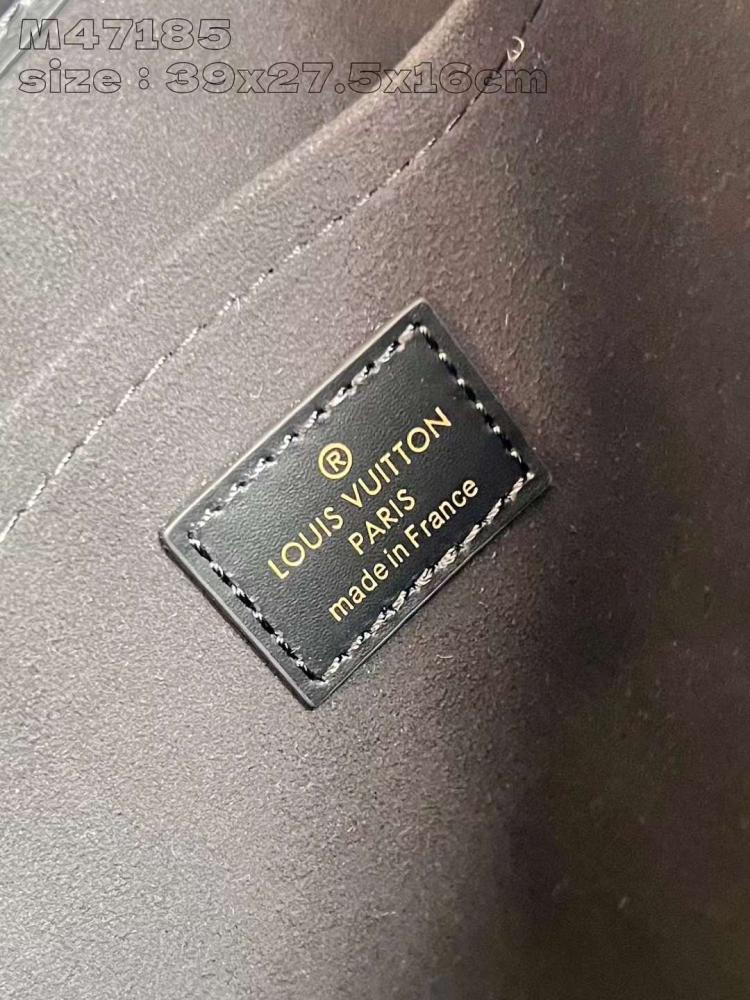 M47185
size : 39x27.5x16cm
®
LOUIS VUITTON
PARIS
made in France